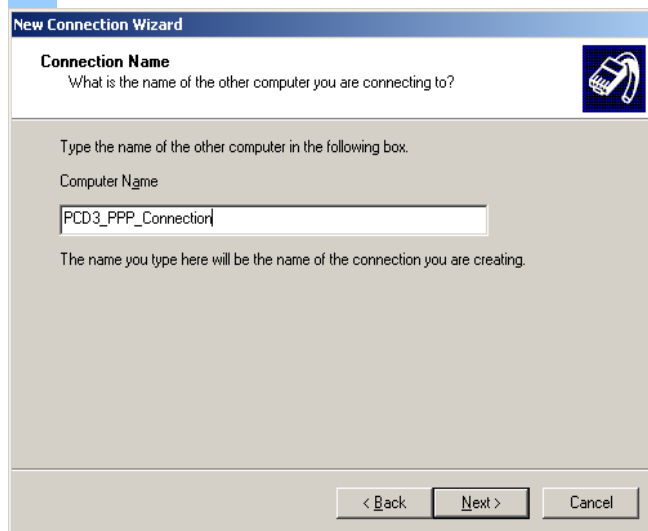 New Connection Wizard
Connection Name
What is the name of the other computer you are connecting to?
Type the name of the other computer in the following box.
Computer Name
PCD3_PPP_Connection
The name you type here will be the name of the connection you are creating.
< Back
Next >
Cancel